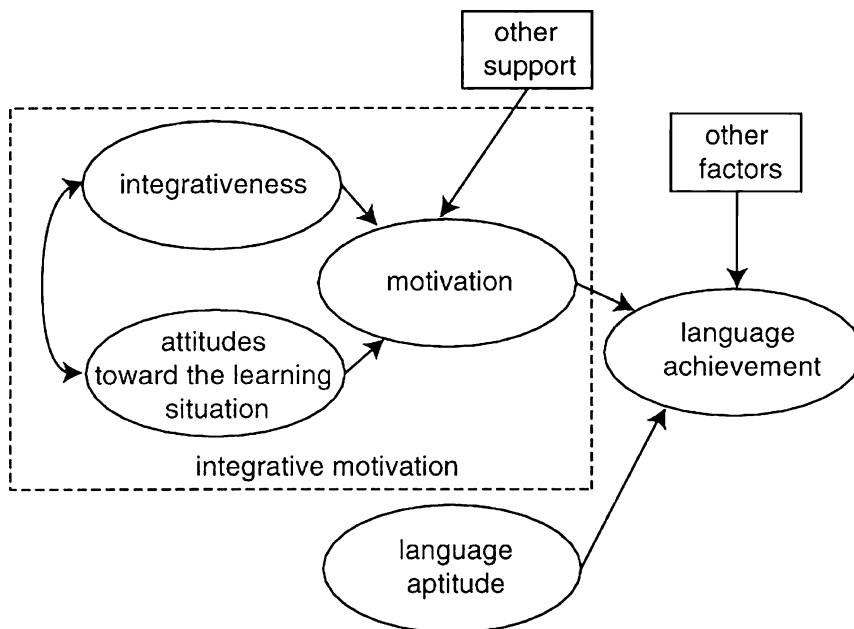 other
support
other
factors
integrativeness
motivation
attitudes
toward the learning
situation
language
achievement
integrative motivation
language
aptitude